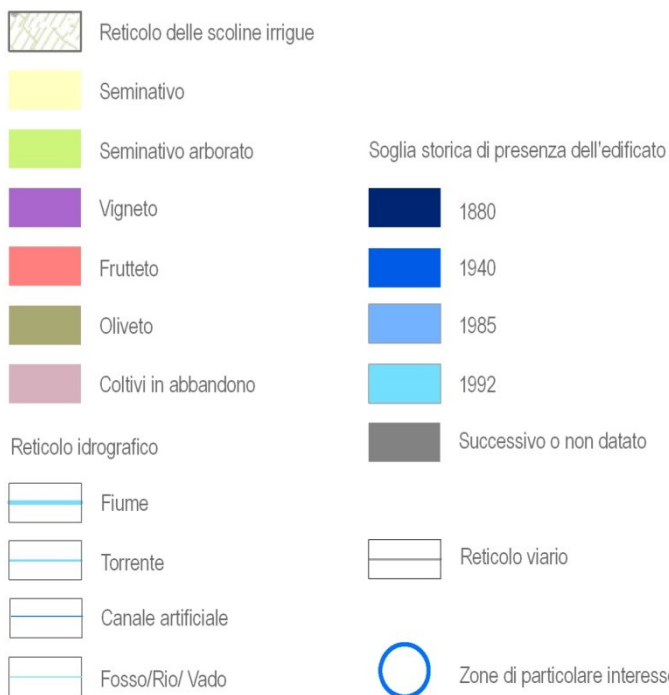 Reticolo delle scoline irrigue
Seminativo
Seminativo arborato
Vigneto
Frutteto
Oliveto
Coltivi in abbandono
Reticolo idrografico
Fiume
Torrente
Canale artificiale
Fosso/Rio/ Vado
Soglia storica di presenza dell'edificato
1880
1940
1985
1992
Successivo o non datato
Reticolo viario
Zone di particolare